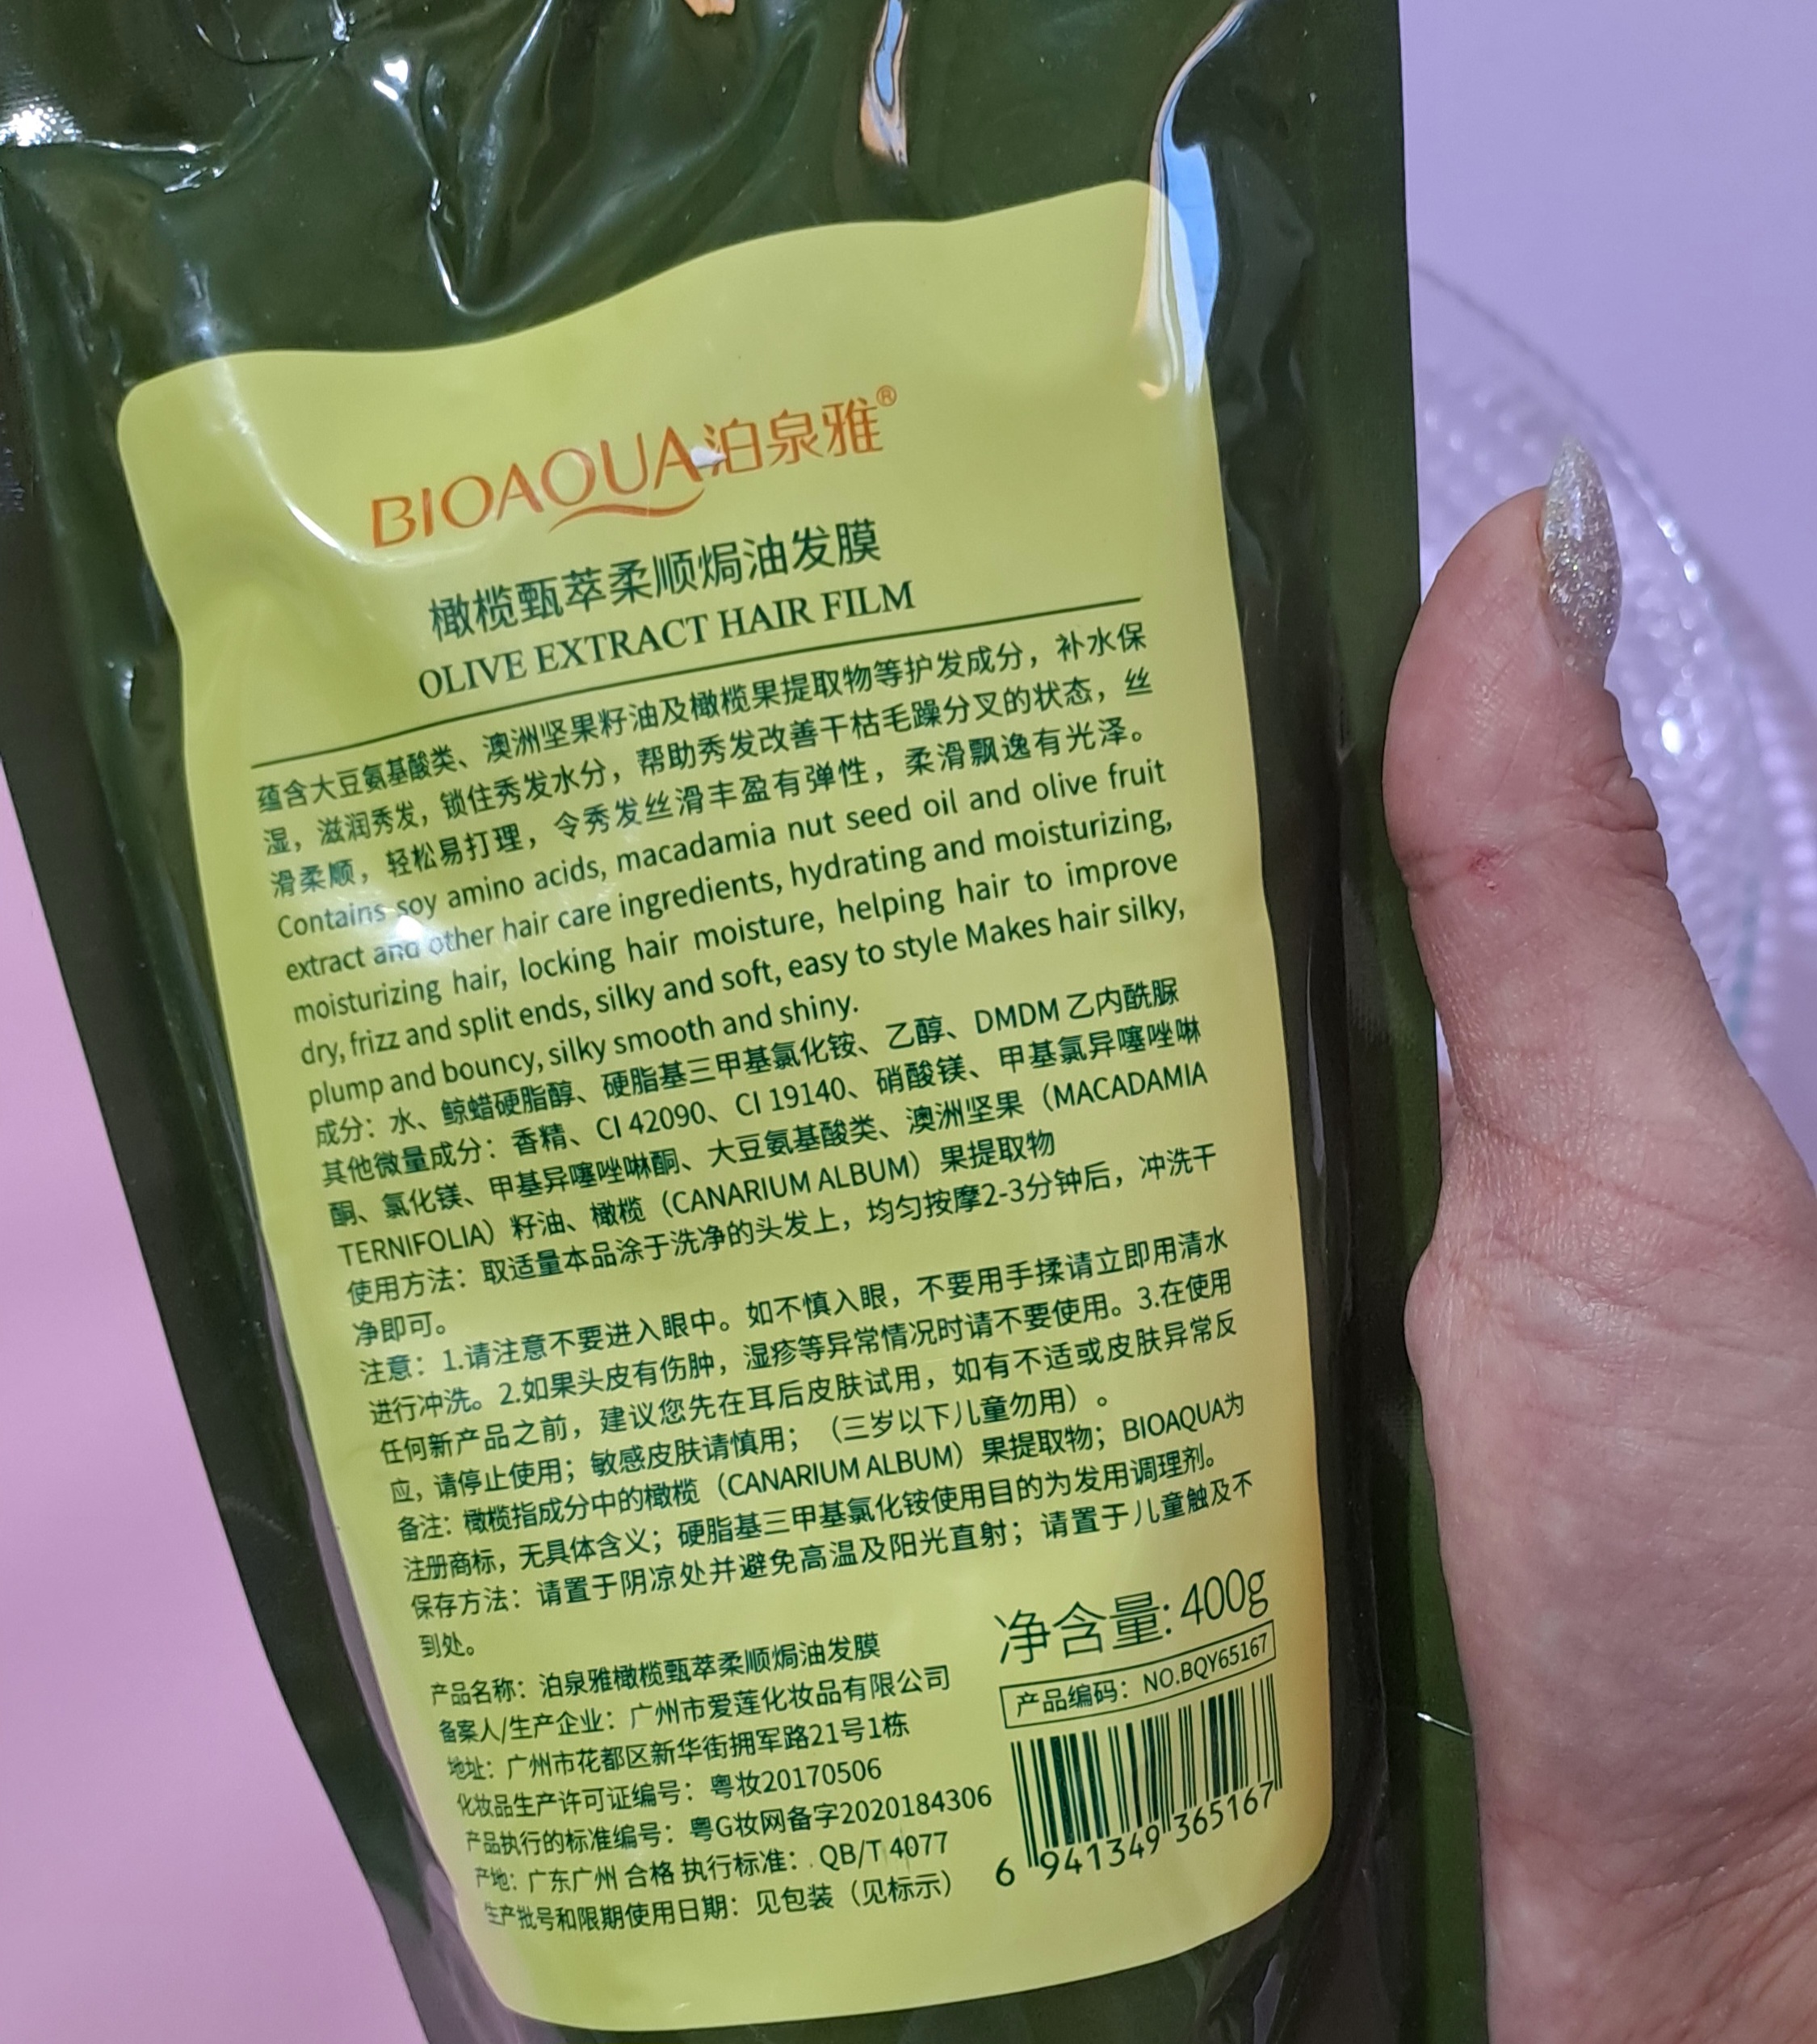 BIOAQUA泊泉雅®
橄榄甄萃柔顺焗油发膜
OLIVE EXTRACT HAIR FILM
蕴含大豆氨基酸类、澳洲坚果籽油及橄榄果提取物等护发成分，补水保
湿，滋润秀发，锁住秀发水分，帮助秀发改善干枯毛躁分叉的状态，丝
滑柔顺，轻松易打理，令秀发丝滑丰盈有弹性，柔滑飘逸有光泽。
Contains soy amino acids, macadamia nut seed oil and olive fruit
extract and other hair care ingredients, hydrating and moisturizing,
moisturizing hair, locking hair moisture, helping hair to improve
dry, frizz and split ends, silky and soft, easy to style Makes hair silky,
plump and bouncy, silky smooth and shiny.
成分：水、鲸蜡硬脂醇、硬脂基三甲基氯化铵、乙醇、DMDM 乙内酰脲
其他微量成分：香精、CI 42090、CI 19140、硝酸镁、甲基氯异噻唑啉
酮、氯化镁、甲基异噻唑啉酮、大豆氨基酸类、澳洲坚果（MACADAMIA
TERNIFOLIA）籽油、橄榄（CANARIUM ALBUM）果提取物
使用方法：取适量本品涂于洗净的头发上，均匀按摩2-3分钟后，冲洗干
净即可。
注意：1.请注意不要进入眼中。如不慎入眼，不要用手揉请立即用清水
进行冲洗。2.如果头皮有伤肿，湿疹等异常情况时请不要使用。3.在使用
任何新产品之前，建议您先在耳后皮肤试用，如有不适或皮肤异常反
应，请停止使用；敏感皮肤请慎用；（三岁以下儿童勿用）。
备注：橄榄指成分中的橄榄（CANARIUM ALBUM）果提取物；BIOAQUA为
注册商标，无具体含义；硬脂基三甲基氯化铵使用目的为发用调理剂。
保存方法：请置于阴凉处并避免高温及阳光直射；请置于儿童触及不
到处。
净含量: 400g
产品编码：NO.BQY65167
产品名称：泊泉雅橄榄甄萃柔顺焗油发膜
备案人/生产企业：广州市爱莲化妆品有限公司
地址：广州市花都区新华街拥军路21号1栋
化妆品生产许可证编号：粤妆20170506
产品执行的标准编号：粤G妆网备字2020184306
产地：广东广州 合格 执行标准：QB/T 4077
生产批号和限期使用日期：见包装（见标示）
6 941349 365167